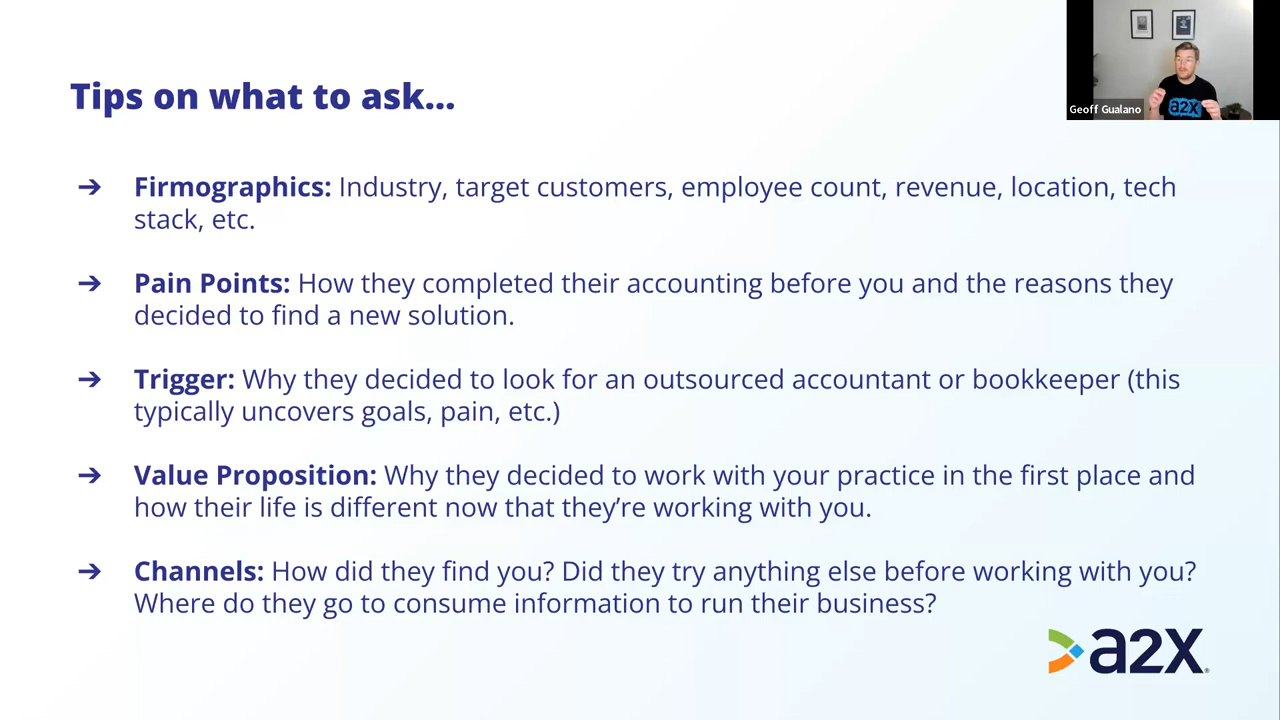 Tips on what to ask...
Geoff Gualano
a2x
➔ Firmographics: Industry, target customers, employee count, revenue, location, tech
stack, etc.
➔ Pain Points: How they completed their accounting before you and the reasons they
decided to find a new solution.
➔ Trigger: Why they decided to look for an outsourced accountant or bookkeeper (this
typically uncovers goals, pain, etc.)
➔ Value Proposition: Why they decided to work with your practice in the first place and
how their life is different now that they’re working with you.
➔ Channels: How did they find you? Did they try anything else before working with you?
Where do they go to consume information to run their business?
a2x®